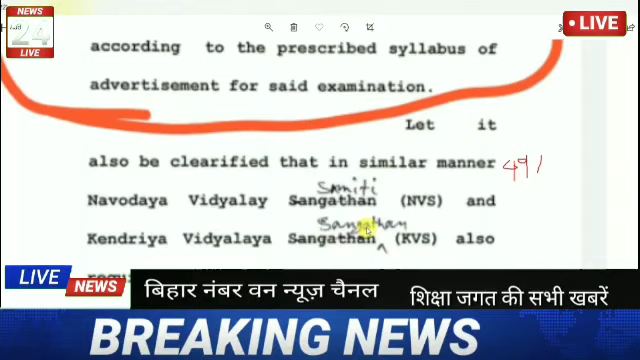 NEWS
24
LIVE
LIVE
according to the prescribed syllabus of
advertisement for said examination.
Let it
also be clearified that in similar manner
491
Samiti
Navodaya Vidyalay Sangathan (NVS) and
Sangathan
Kendriya Vidyalaya Sangathan (KVS) also
LIVE
NEWS
बिहार नंबर वन न्यूज़ चैनल
शिक्षा जगत की सभी खबरें
BREAKING NEWS